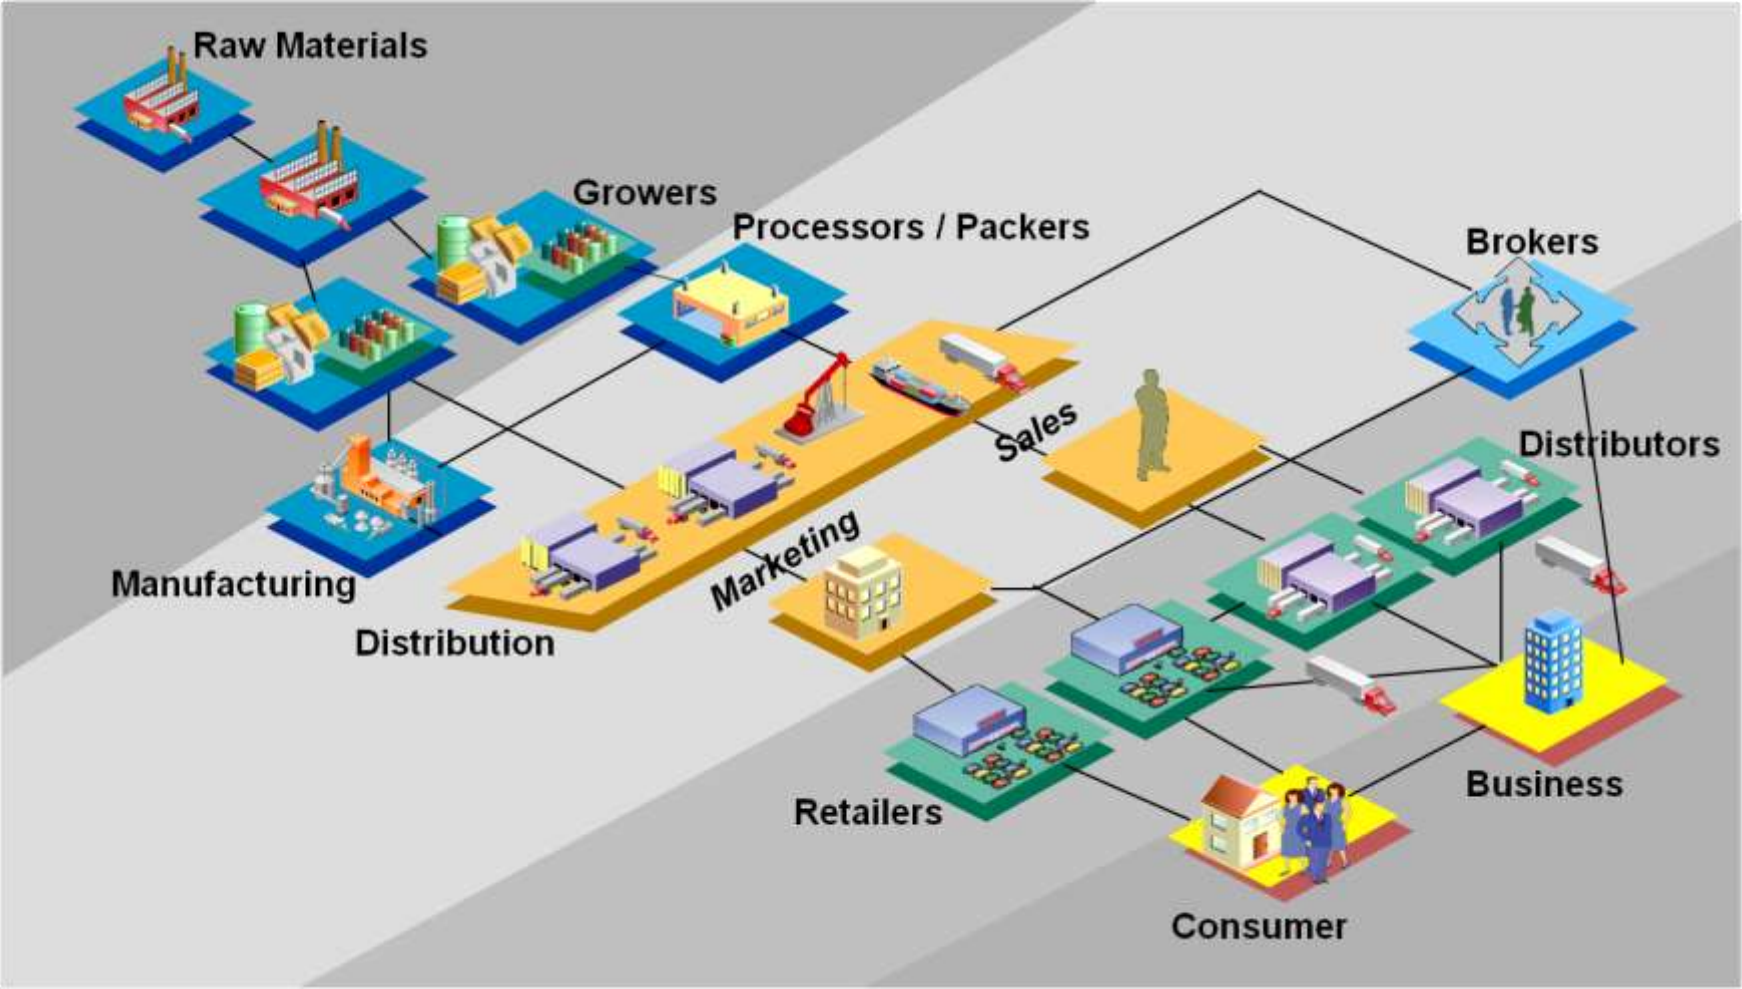 Raw Materials
Growers
Processors / Packers
Brokers
Sales
Distributors
Marketing
Manufacturing
Distribution
Business
Retailers
Consumer